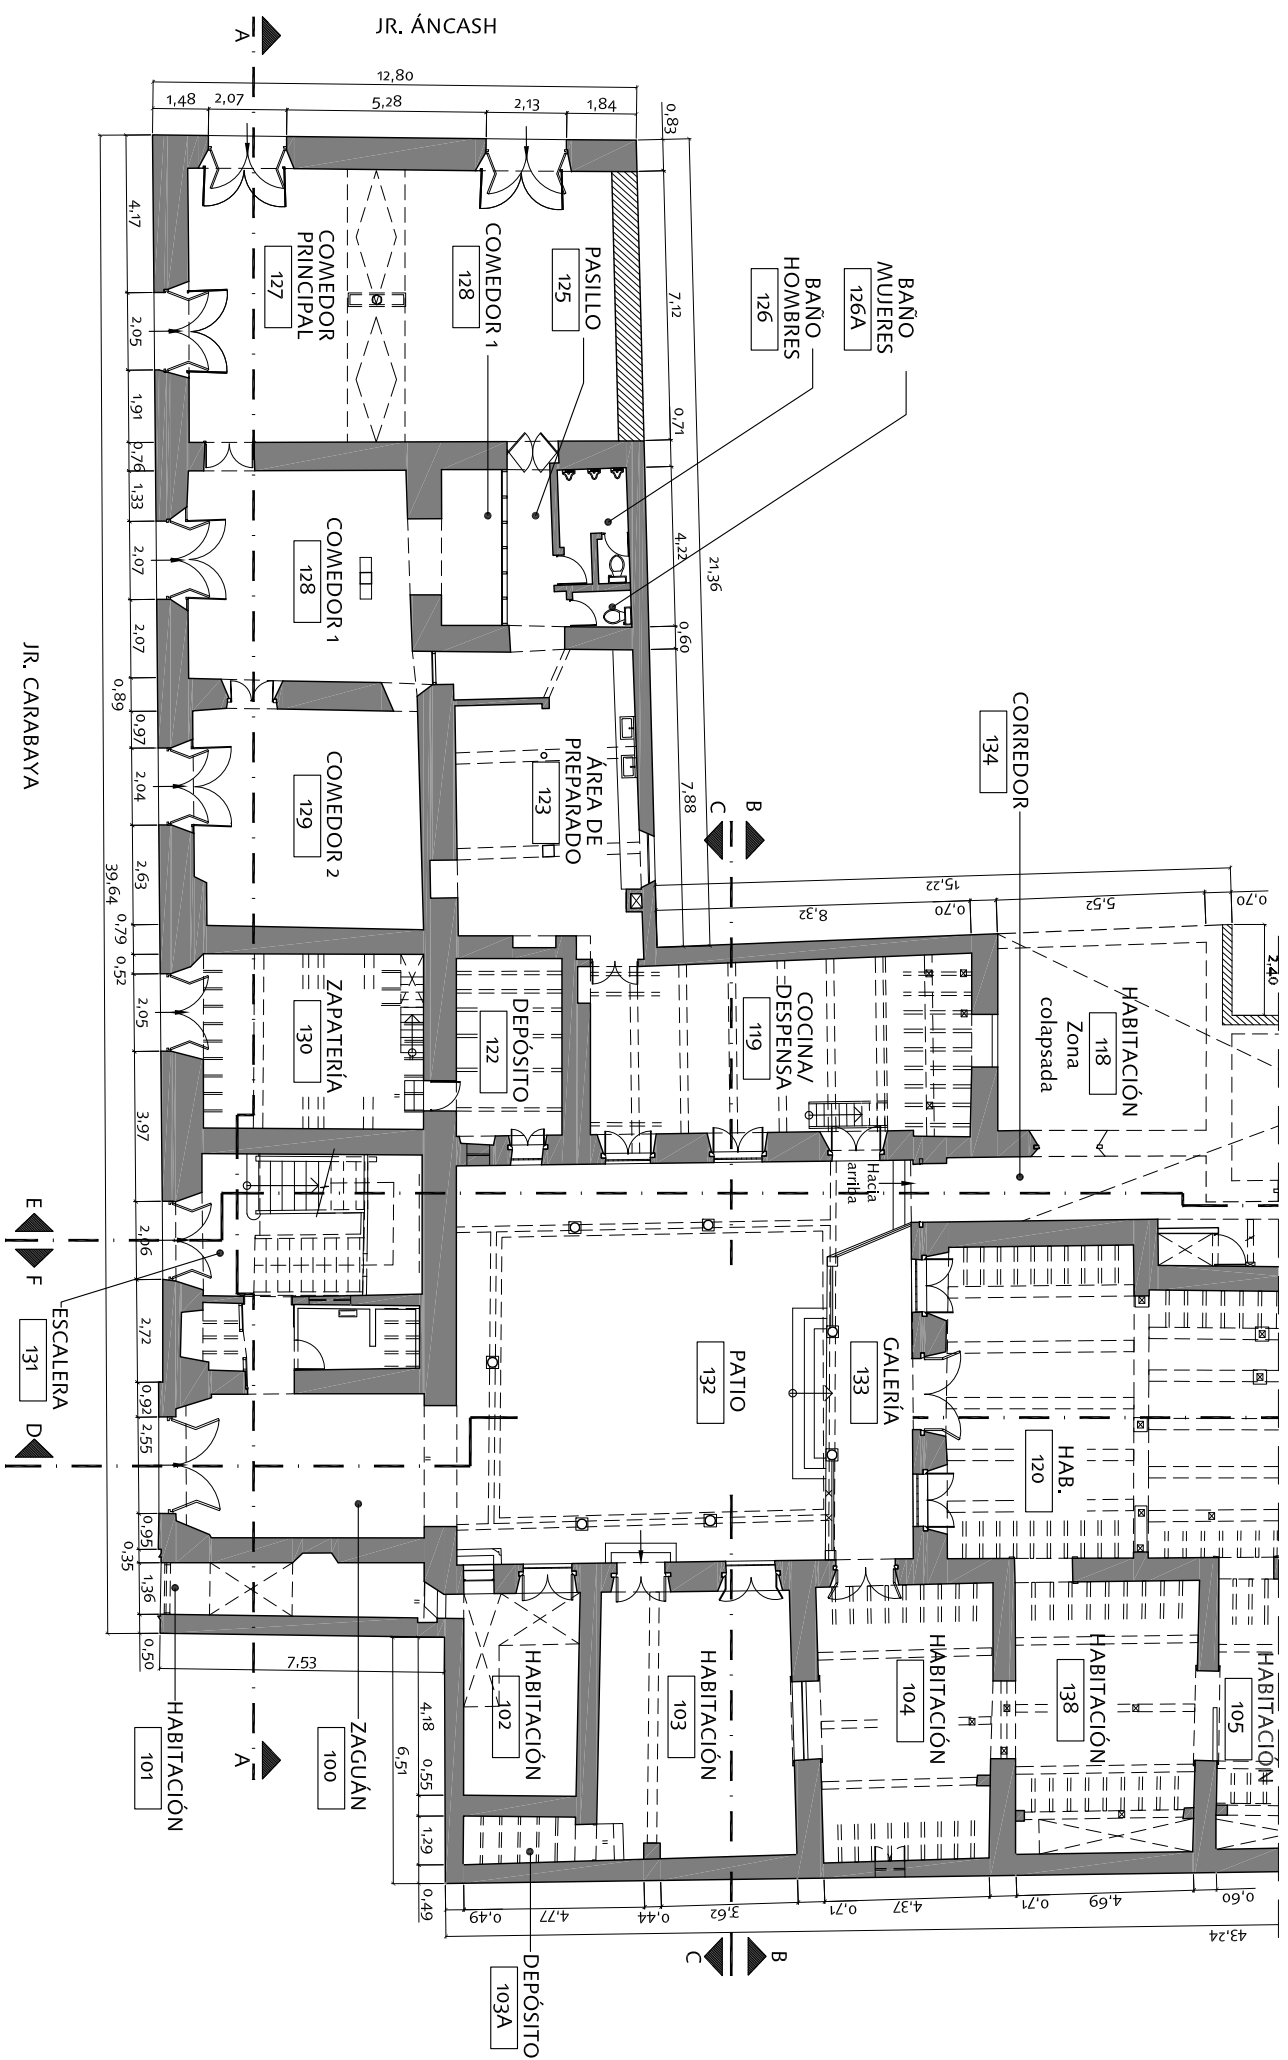 JR. ÁNCASH
A
12,80
1,48
2,07
5,28
2,13
1,84
0,83
7,12
0,71
4,22
21,36
0,60
7,88
4,17
2,05
1,91
0,76
1,33
2,07
2,07
0,89
0,97
2,04
2,63
39,64
0,79
0,52
2,05
3,97
2,06
2,72
0,92
2,55
0,95
0,35
1,36
0,50
JR. CARABAYA
COMEDOR
PRINCIPAL
127
COMEDOR 1
128
PASILLO
125
BAÑO
HOMBRES
126
BAÑO
MUJERES
126A
COMEDOR 1
128
COMEDOR 2
129
ÁREA DE
PREPARADO
123
CORREDOR
134
B
C
15,22
8,32
0,70
5,52
0,70
2,40
ZAPATERÍA
130
DEPÓSITO
122
COCINA/
DESPENSA
119
HABITACIÓN
118
Zona
colapsada
Hacia
arriba
E
F
ESCALERA
131
D
PATIO
132
GALERÍA
133
HAB.
120
7,53
4,18
0,55
6,51
1,29
0,49
A
HABITACIÓN
101
ZAGUÁN
100
HABITACIÓN
102
HABITACIÓN
103
HABITACIÓN
104
HABITACIÓN
138
HABITACIÓN
105
DEPÓSITO
103A
0,49
4,77
0,44
3,62
0,71
4,37
0,71
4,69
0,60
43,24
B
C